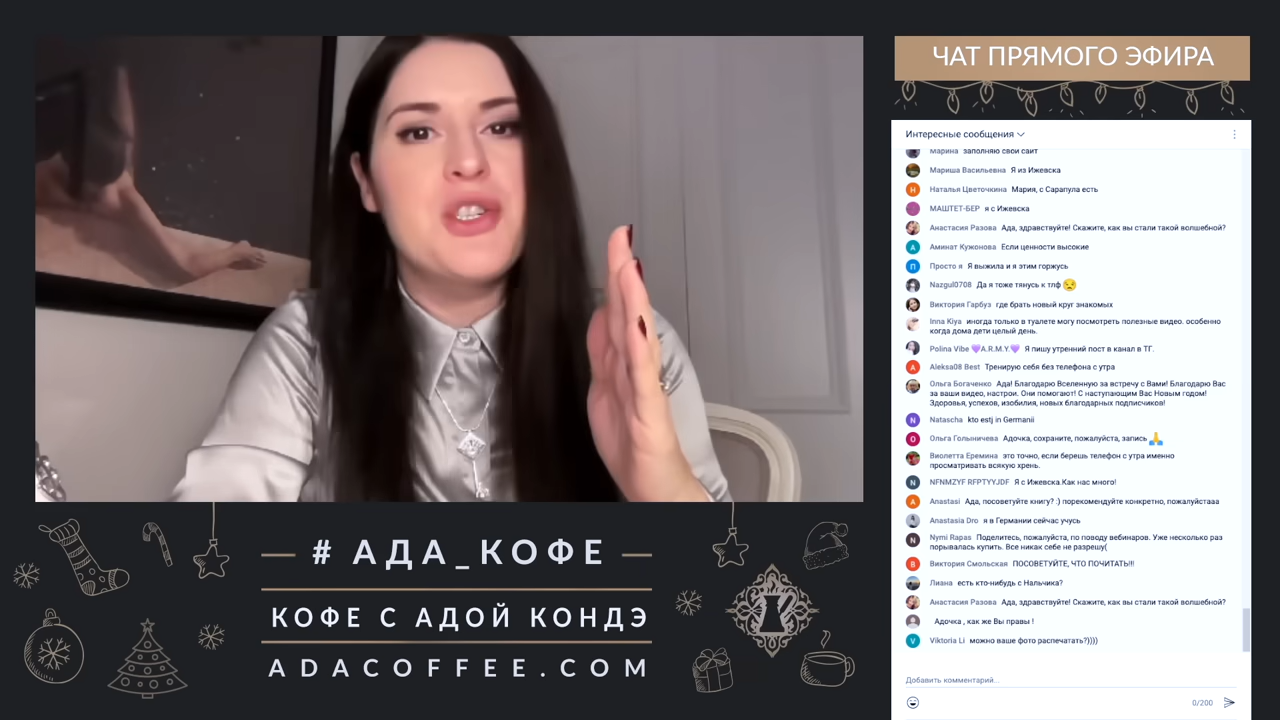 ЧАТ ПРЯМОГО ЭФИРА
Интересные сообщения
Марина заполняю свой сайт
Мариша Васильевна Я из Ижевска
Н Наталья Цветочкина Мария, с Сарапула есть
МАШТЕТ-БЕР я с Ижевска
Анастасия Разова Ада, здравствуйте! Скажите, как вы стали такой волшебной?
А Аминат Кужонова Если ценности высокие
П Просто я Я выжила и я этим горжусь
Nazgul0708 Да я тоже тянусь к тлф 😒
Виктория Гарбуз где брать новый круг знакомых
Inna Kiya иногда только в туалете могу посмотреть полезные видео. особенно
когда дома дети целый день.
Polina Vibe 💜A.R.M.Y.💜 Я пишу утренний пост в канал в ТГ.
A Aleksa08 Best Тренирую себя без телефона с утра
Ольга Богаченко Ада! Благодарю Вселенную за встречу с Вами! Благодарю Вас
за ваши видео, настрои. Они помогают! С наступающим Вас Новым годом!
Здоровья, успехов, изобилия, новых благодарных подписчиков!
N Natascha kto estj in Germanii
О Ольга Голыничева Адочка, сохраните, пожалуйста, запись 🙏
Виолетта Еремина это точно, если берешь телефон с утра именно
просматривать всякую хрень.
N NFNMZYF RFPTYYJDF Я с Ижевска.Как нас много!
A Anastasi Ада, посоветуйте книгу? :) порекомендуйте конкретно, пожалуйстааа
Anastasia Dro я в Германии сейчас учусь
N Nymi Rapas Поделитесь, пожалуйста, по поводу вебинаров. Уже несколько раз
порывалась купить. Все никак себе не разрешу(
В Виктория Смольская ПОСОВЕТУЙТЕ, ЧТО ПОЧИТАТЬ!!!
Лиана есть кто-нибудь с Нальчика?
Анастасия Разова Ада, здравствуйте! Скажите, как вы стали такой волшебной?
Адочка , как же Вы правы !
V Viktoria Li можно ваше фото распечатать?))))
Добавить комментарий...
0/200
# АДА_КОФЕ
КОФЕ С АДОЙ КОНДЭ
ADACOFFEE.COM